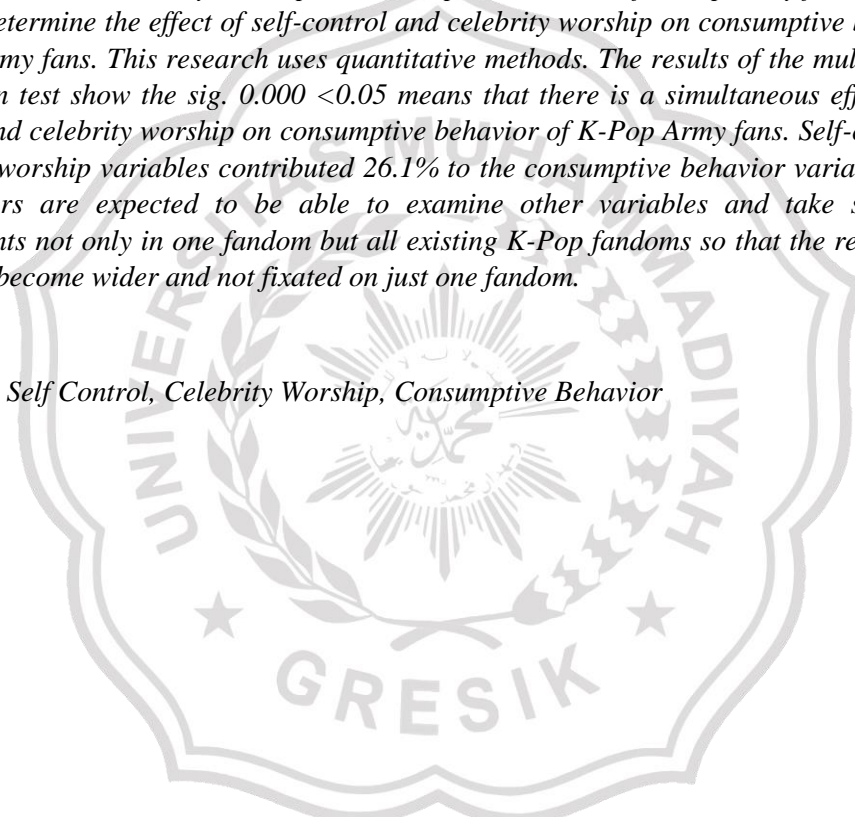 etermine the effect of self-control and celebrity worship on consumptive
my fans. This research uses quantitative methods. The results of the mul
n test show the sig. 0.000 <0.05 means that there is a simultaneous eff
nd celebrity worship on consumptive behavior of K-Pop Army fans. Self-c
worship variables contributed 26.1% to the consumptive behavior varia
rs are expected to be able to examine other variables and take s
nts not only in one fandom but all existing K-Pop fandoms so that the re
become wider and not fixated on just one fandom.
Self Control, Celebrity Worship, Consumptive Behavior
UNIVERSITAS MUHAMMADIYAH
GRESIK